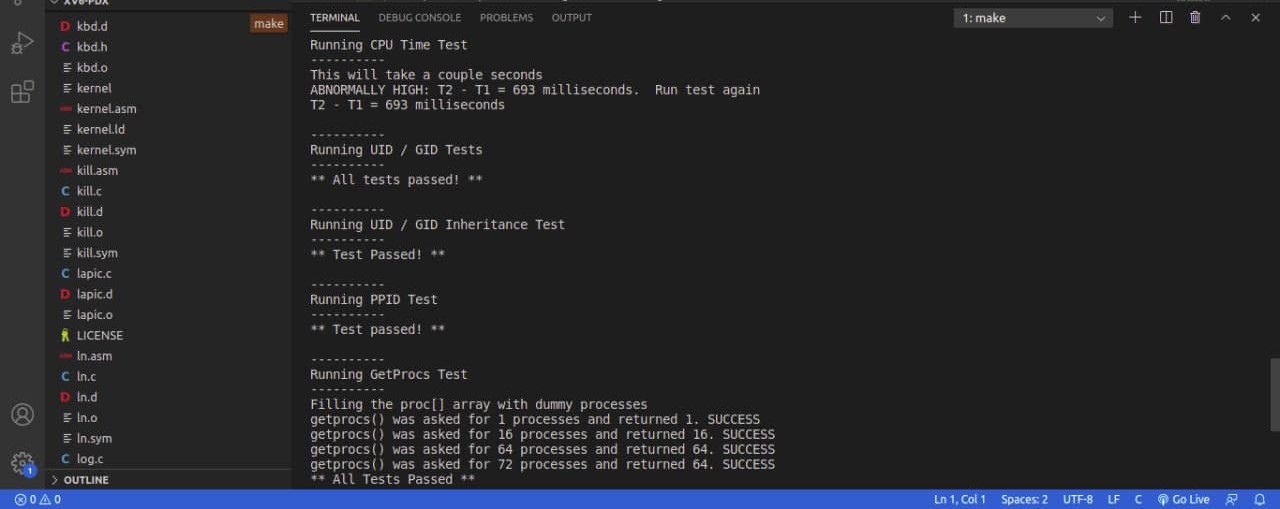 XV6-PDX
kbd.d
make
kbd.h
kbd.o
kernel
kernel.asm
kernel.ld
kernel.sym
kill.asm
kill.c
kill.d
kill.o
kill.sym
lapic.c
lapic.d
lapic.o
LICENSE
ln.asm
ln.c
ln.d
ln.o
ln.sym
log.c
OUTLINE
TERMINAL DEBUG CONSOLE PROBLEMS OUTPUT
1: make
Running CPU Time Test
----------
This will take a couple seconds
ABNORMALLY HIGH: T2 - T1 = 693 milliseconds.  Run test again
T2 - T1 = 693 milliseconds
----------
Running UID / GID Tests
----------
** All tests passed! **
----------
Running UID / GID Inheritance Test
----------
** Test Passed! **
----------
Running PPID Test
----------
** Test passed! **
----------
Running GetProcs Test
----------
Filling the proc[] array with dummy processes
getprocs() was asked for 1 processes and returned 1. SUCCESS
getprocs() was asked for 16 processes and returned 16. SUCCESS
getprocs() was asked for 64 processes and returned 64. SUCCESS
getprocs() was asked for 72 processes and returned 64. SUCCESS
** All Tests Passed **
1
0 0 Ln 1, Col 1 Spaces: 2 UTF-8 LF C Go Live